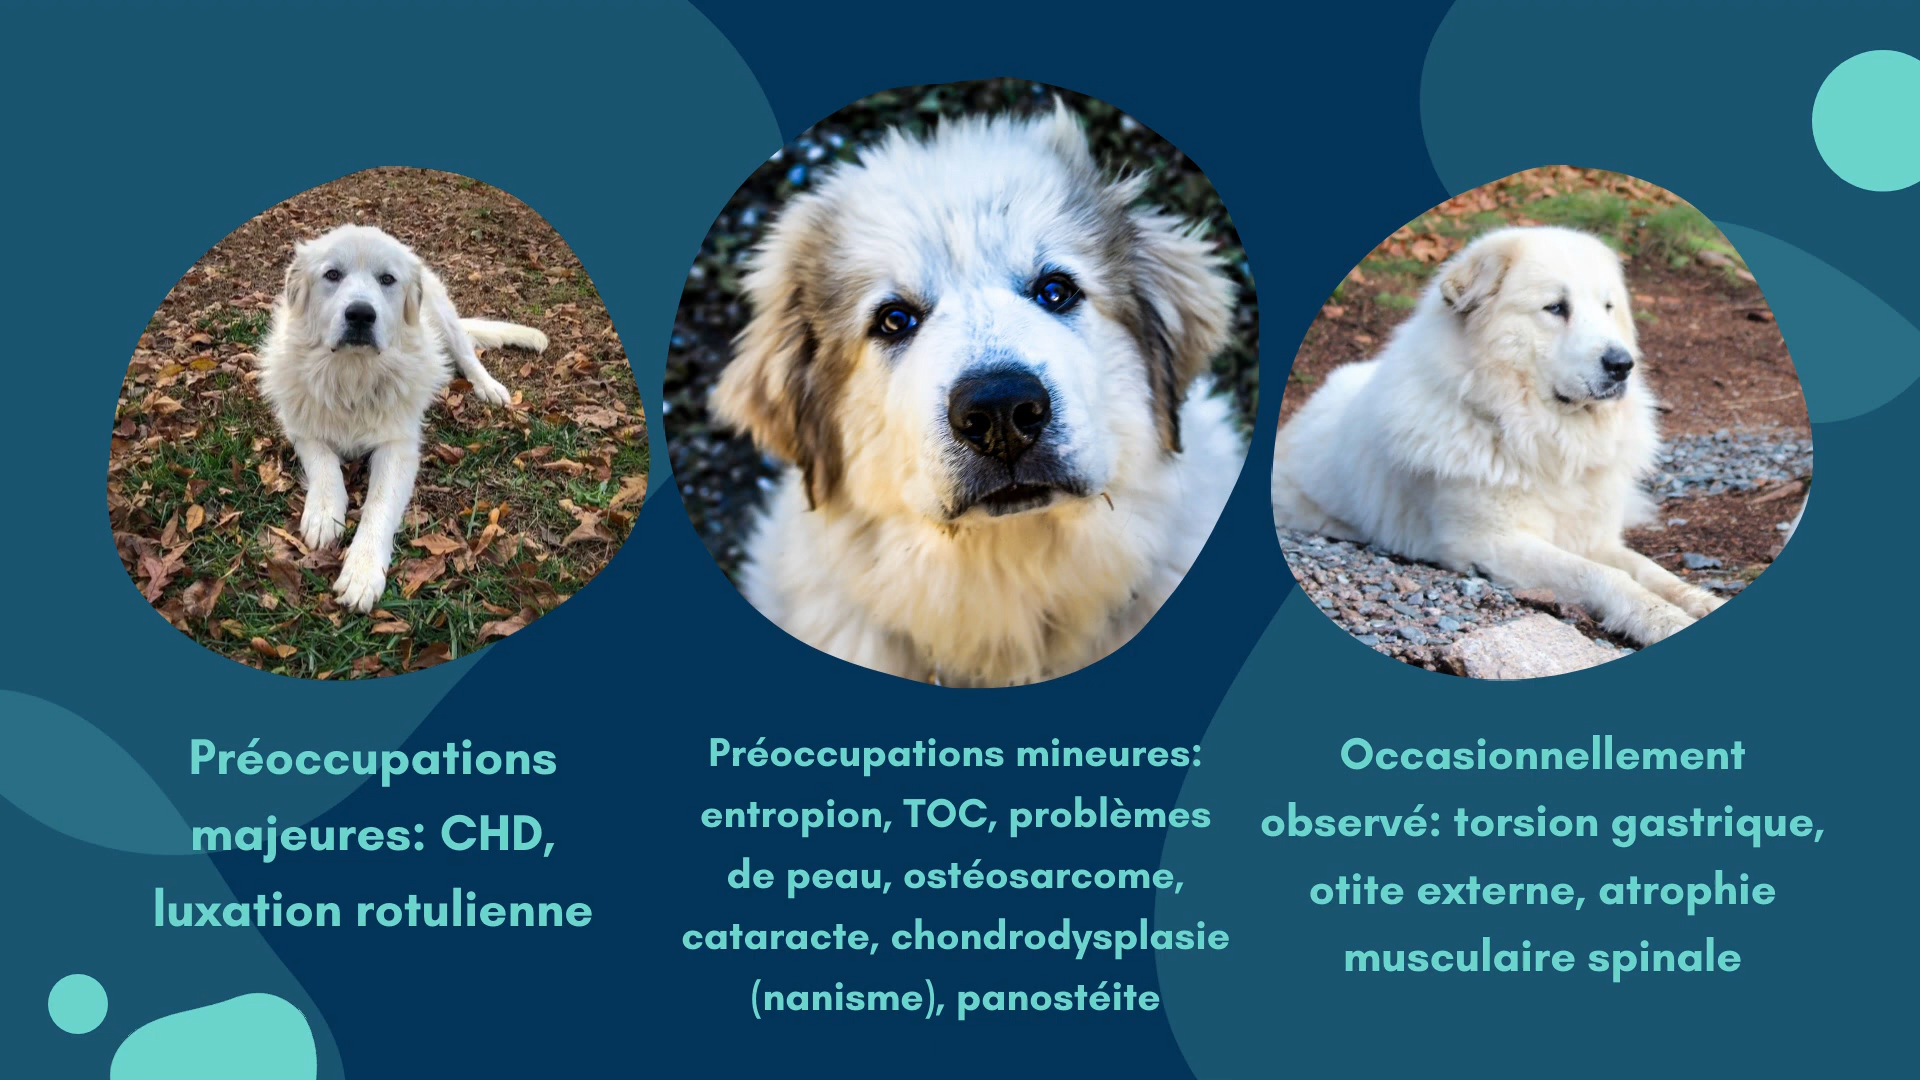 Préoccupations
majeures: CHD,
luxation rotulienne
Préoccupations mineures:
entropion, TOC, problèmes
de peau, ostéosarcome,
cataracte, chondrodysplasie
(nanisme), panostéite
Occasionnellement
observé: torsion gastrique,
otite externe, atrophie
musculaire spinale